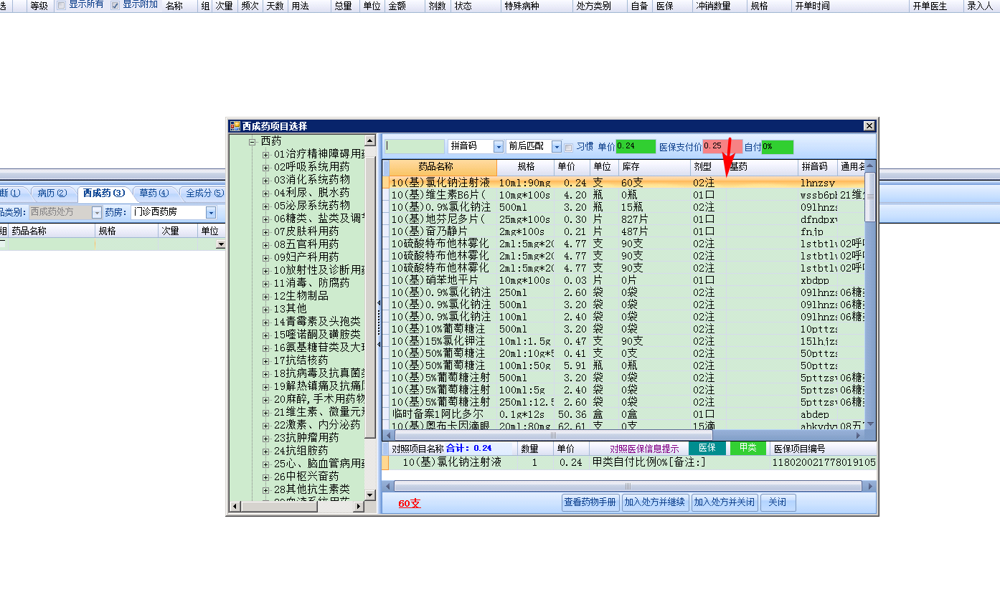 选 等级 显示所有 显示附加 名称 组 次量 频次 天数 用法 总量 单位 金额 剂数 状态 特殊病种 处方类别 自备 医保 冲销数量 规格 开单时间 开单医生 录入人
断(1) 病历(2) 西成药(3) 草药(4) 全成分(5)
品类别: 西成药处方 药房: 门诊西药房
组 药品名称 规格 次量 单位
西成药项目选择
西药
01治疗精神障碍用药
02呼吸系统用药
03消化系统药物
04利尿、脱水药
05泌尿系统药物
06糖类、盐类及调节
07皮肤科用药
08五官科用药
09妇产科用药
10放射性及诊断用药
11消毒、防腐药
12生物制品
13其他
14青霉素及头孢类
15喹诺酮及磺胺类
16氨基糖苷类及大环
17抗结核药
18抗病毒及抗真菌药
19解热镇痛及抗痛风
20麻醉,手术用药物
21维生素、微量元素
22激素、内分泌药
23抗肿瘤用药
24抗组胺药
25心、脑血管病用药
26中枢兴奋药
28其他抗生素类
拼音码 前后匹配 习惯 单价 0.24 医保支付价 0.25 自付 0%
药品名称 规格 单价 单位 库存 剂型 基药 拼音码 通用名
10(基)氯化钠注射液 10ml:90mg 0.24 支 60支 02注 lhnzsy
10(基)维生素B6片( 10mg*100s 4.20 瓶 0瓶 01口 wssb6pl 21维
10(基)0.9%氯化钠注 500ml 3.20 瓶 15瓶 02注 09lhnz
10(基)地芬尼多片( 25mg*100s 0.30 片 827片 01口 dfndpx
10(基)奋乃静片 2mg*100s 0.21 片 487片 01口 fnjp
10硫酸特布他林雾化 2ml:5mg*20 4.77 支 90支 02注 lstbtl 02呼
10硫酸特布他林雾化 2ml:5mg*20 4.77 支 90支 02注 lstbtl 02呼
10硫酸特布他林雾化 2ml:5mg*20 4.77 支 90支 02注 lstbtl 02呼
10(基)硝苯地平片 10mg*100s 0.03 片 0片 01口 xbdpp
10(基)0.9%氯化钠注 250ml 2.60 袋 0袋 02注 09lhnz 06糖
10(基)0.9%氯化钠注 500ml 3.20 袋 0袋 02注 09lhnz 06糖
10(基)0.9%氯化钠注 100ml 2.40 袋 0袋 02注 09lhnz 06糖
10(基)10%葡萄糖注 500ml 3.20 袋 0袋 02注 10pttz
10(基)15%氯化钾注 10ml:1.5g 0.47 支 90支 02注 15lhjz
10(基)50%葡萄糖注 20ml:10g*5 0.41 支 0支 02注 50pttz
10(基)50%葡萄糖注 100ml:50g 5.91 瓶 0瓶 02注 50pttz
10(基)5%葡萄糖注射 500ml 3.20 袋 0袋 02注 5pttzs 06糖
10(基)5%葡萄糖注射 100ml:5g 2.40 袋 0袋 02注 5pttzs 06糖
10(基)5%葡萄糖注射 250ml:12.5 2.60 袋 0袋 02注 5pttzs 06糖
临时备案1阿比多尔 0.1g*12s 50.36 盒 0盒 01口 abdep
10(基)奥布卡因滴眼 20ml:80mg 62.61 支 0支 15滴 abkydy 08五
对照项目名称 合计: 0.24 数量 单价 对照医保信息提示 医保 甲类 医保项目编号
10(基)氯化钠注射液 1 0.24 甲类自付比例0%[备注:] 118020021778019105
60支 查看药物手册 加入处方并继续 加入处方并关闭 关闭